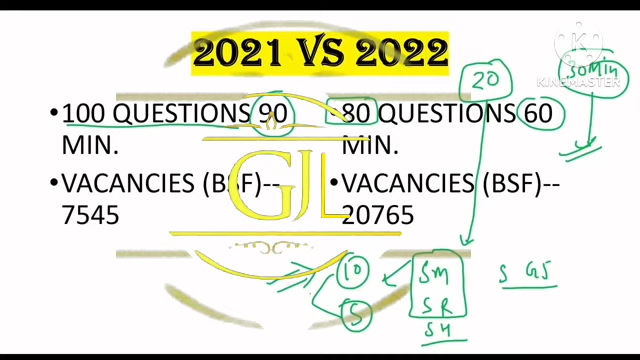 2021 VS 2022
20
30 Min
KINEMASTER
•100 QUESTIONS 90 MIN.
•VACANCIES (BSF)--7545
•80 QUESTIONS 60 MIN.
•VACANCIES (BSF)--20765
GJL
10
5
SM
SR
SH
S GS